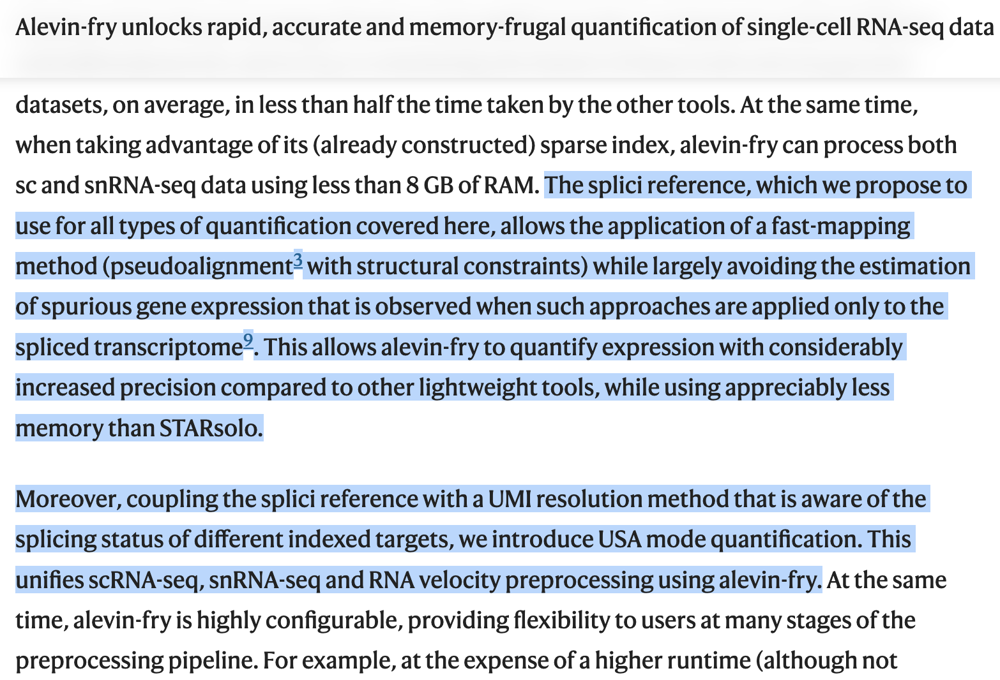 Alevin-fry unlocks rapid, accurate and memory-frugal quantification of single-cell RNA-seq data
datasets, on average, in less than half the time taken by the other tools. At the same time,
when taking advantage of its (already constructed) sparse index, alevin-fry can process both
sc and snRNA-seq data using less than 8 GB of RAM. The splici reference, which we propose to
use for all types of quantification covered here, allows the application of a fast-mapping
method (pseudoalignment3 with structural constraints) while largely avoiding the estimation
of spurious gene expression that is observed when such approaches are applied only to the
spliced transcriptome9. This allows alevin-fry to quantify expression with considerably
increased precision compared to other lightweight tools, while using appreciably less
memory than STARsolo.
Moreover, coupling the splici reference with a UMI resolution method that is aware of the
splicing status of different indexed targets, we introduce USA mode quantification. This
unifies scRNA-seq, snRNA-seq and RNA velocity preprocessing using alevin-fry. At the same
time, alevin-fry is highly configurable, providing flexibility to users at many stages of the
preprocessing pipeline. For example, at the expense of a higher runtime (although not